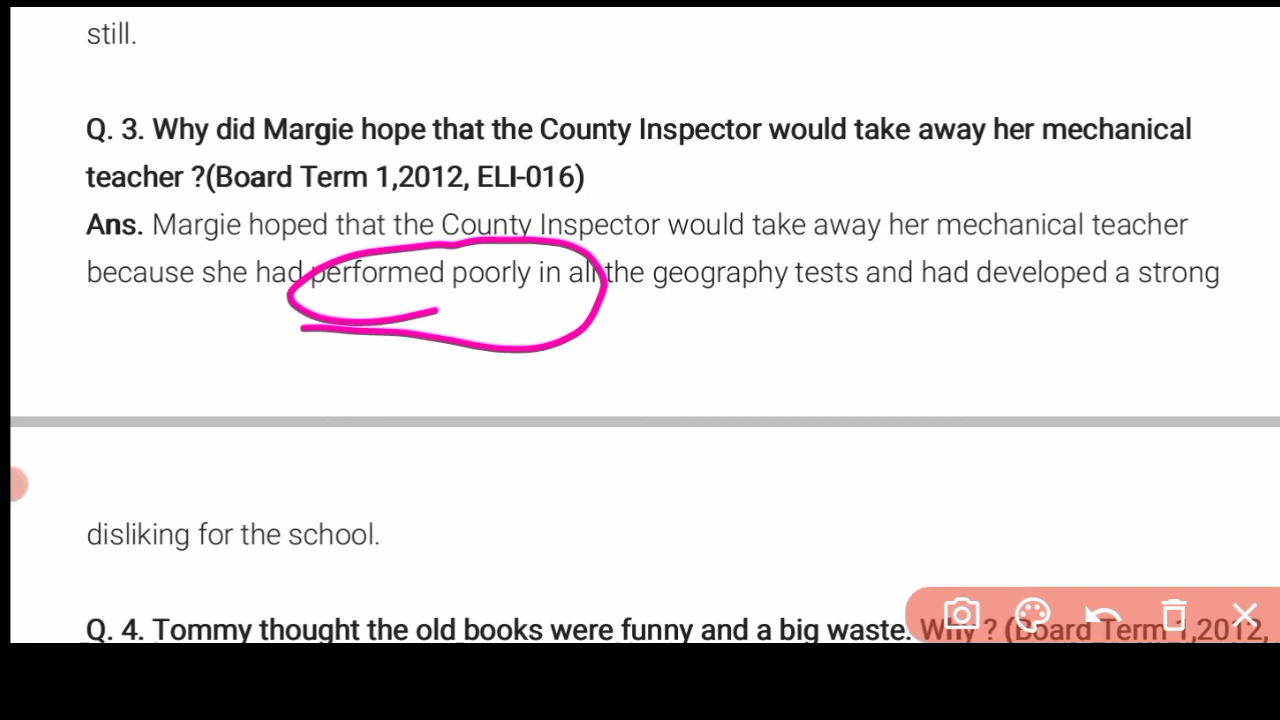 still.
Q. 3. Why did Margie hope that the County Inspector would take away her mechanical
teacher ?(Board Term 1,2012, ELI-016)
Ans. Margie hoped that the County Inspector would take away her mechanical teacher
because she had performed poorly in all the geography tests and had developed a strong
disliking for the school.
Q. 4. Tommy thought the old books were funny and a big waste. Why ? (Board Term 1,2012,